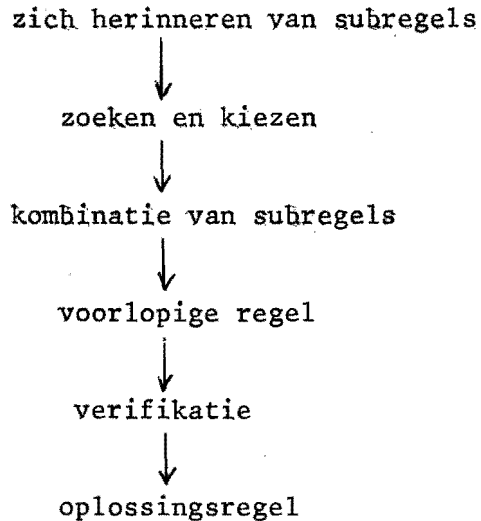 zich herinneren van subregels
zoeken en kiezen
kombinatie van subregels
voorlopige regel
verifikatie
oplossingsregel